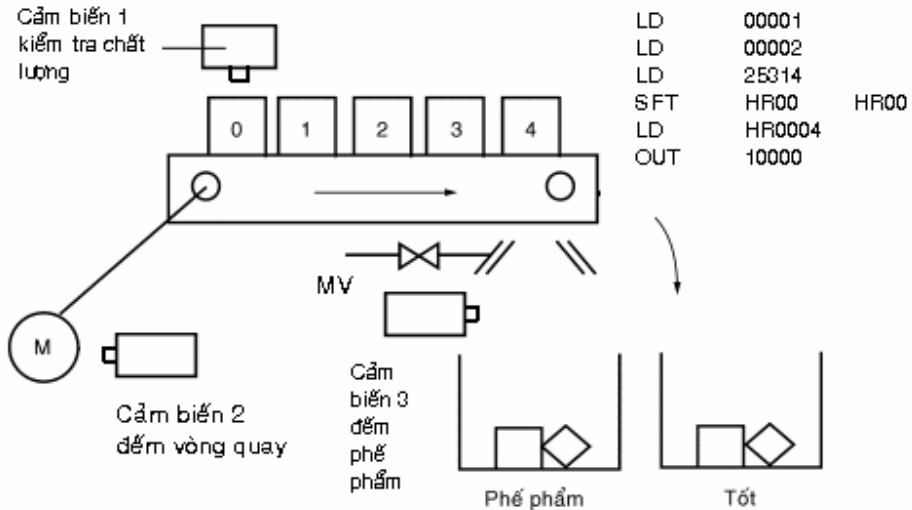 Cảm biến 1
kiểm tra chất
lượng
LD 00001
LD 00002
LD 25314
SFT HR00 HR00
LD HR0004
OUT 10000
0 1 2 3 4
MV
M
Cảm biến 2
đếm vòng quay
Cảm
biến 3
đếm
phế
phẩm
Phế phẩm
Tốt